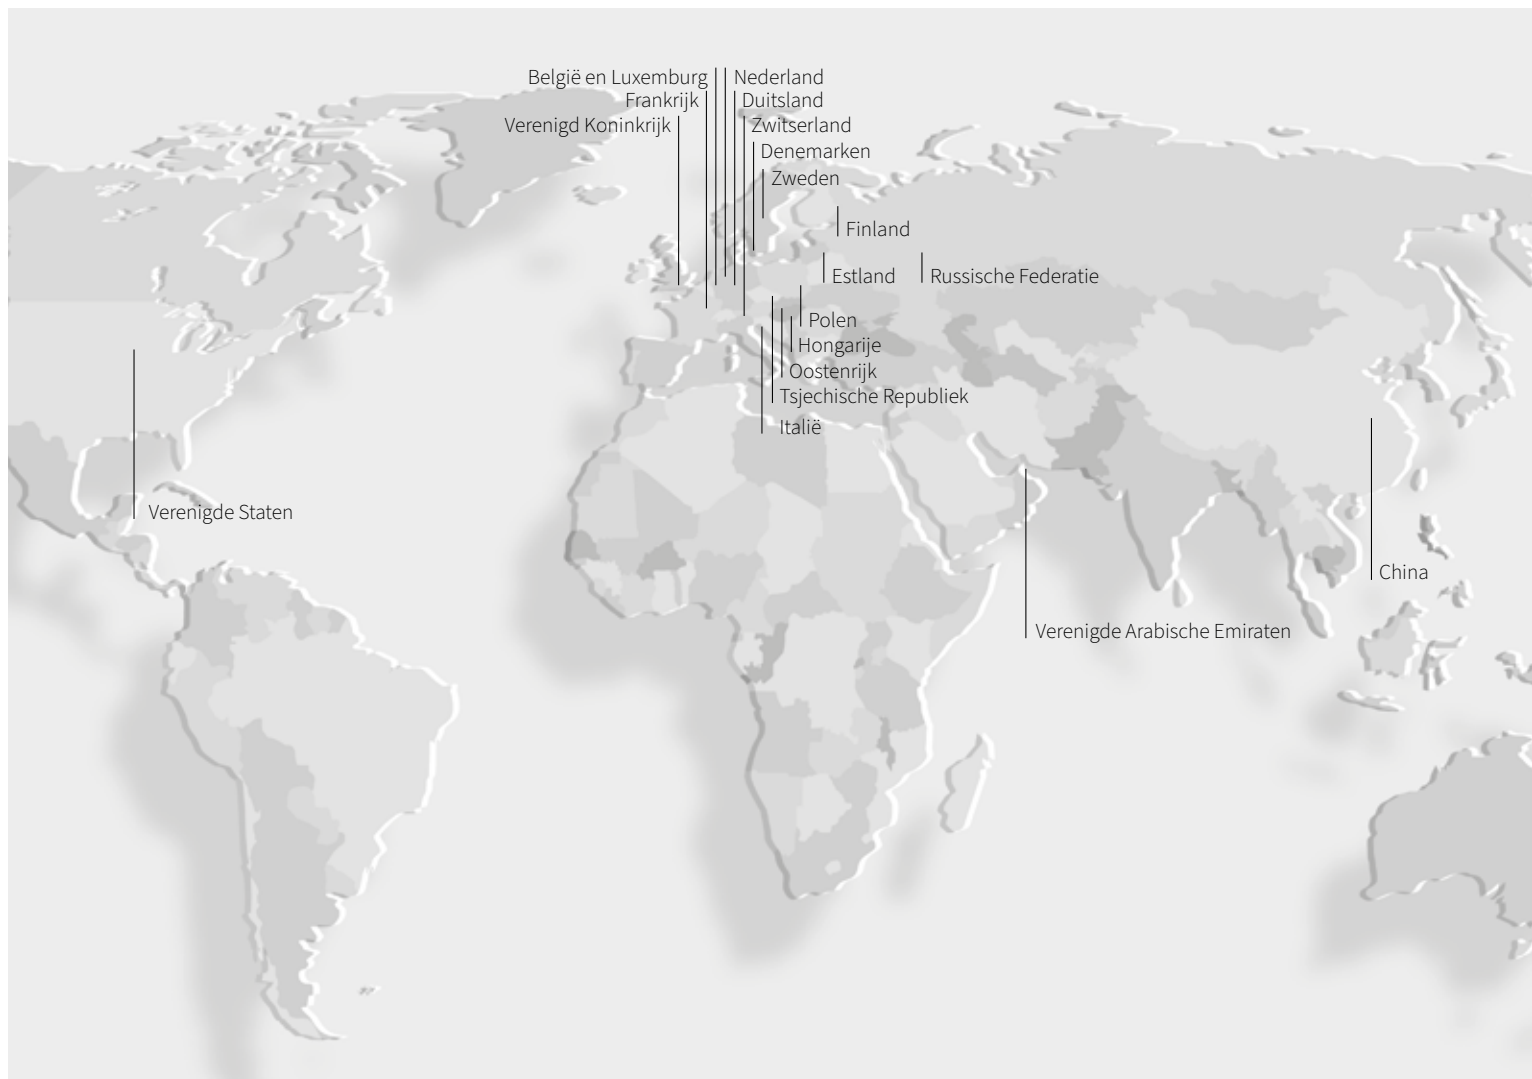 België en Luxemburg
Nederland
Frankrijk
Duitsland
Verenigd Koninkrijk
Zwitserland
Denemarken
Zweden
Finland
Estland
Russische Federatie
Polen
Hongarije
Oostenrijk
Tsjechische Republiek
Italië
Verenigde Staten
China
Verenigde Arabische Emiraten